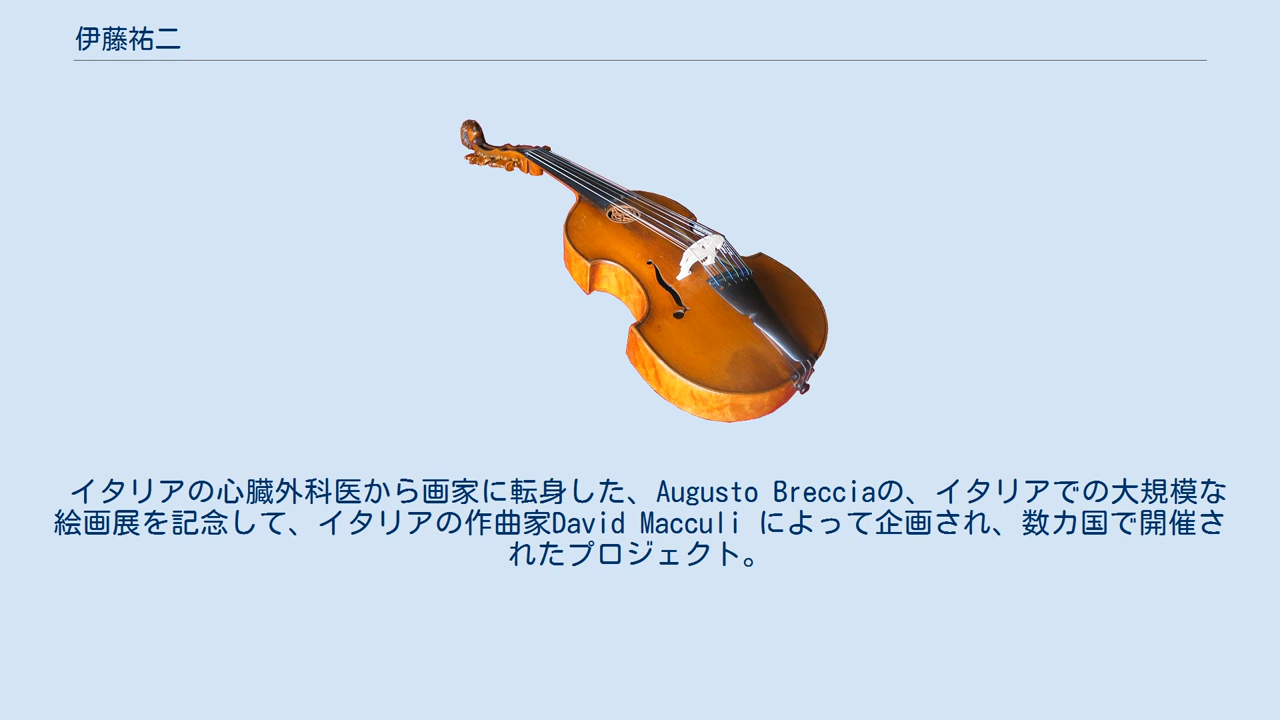 伊藤祐二
イタリアの心臓外科医から画家に転身した、Augusto Brecciaの、イタリアでの大規模な
絵画展を記念して、イタリアの作曲家David Macculi によって企画され、数カ国で開催さ
れたプロジェクト。